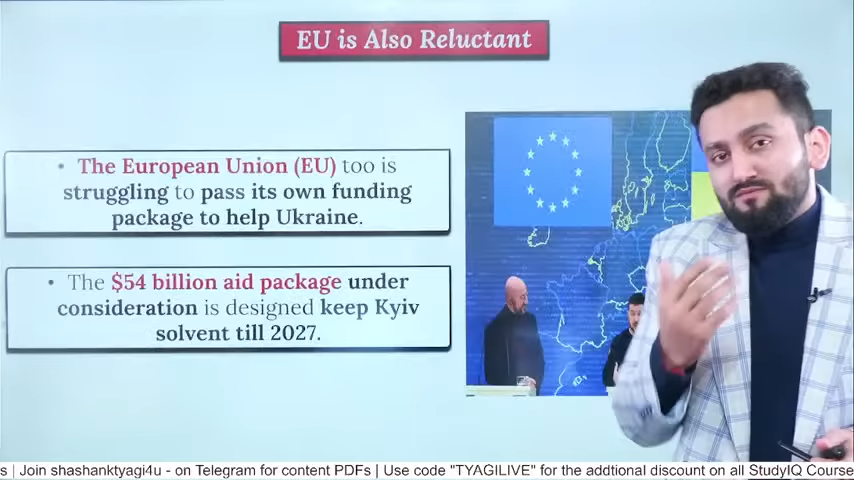 EU is Also Reluctant
• The European Union (EU) too is
struggling to pass its own funding
package to help Ukraine.
• The $54 billion aid package under
consideration is designed keep Kyiv
solvent till 2027.
s | Join shashanktyagi4u - on Telegram for content PDFs | Use code "TYAGILIVE" for the addtional discount on all StudyIQ Course